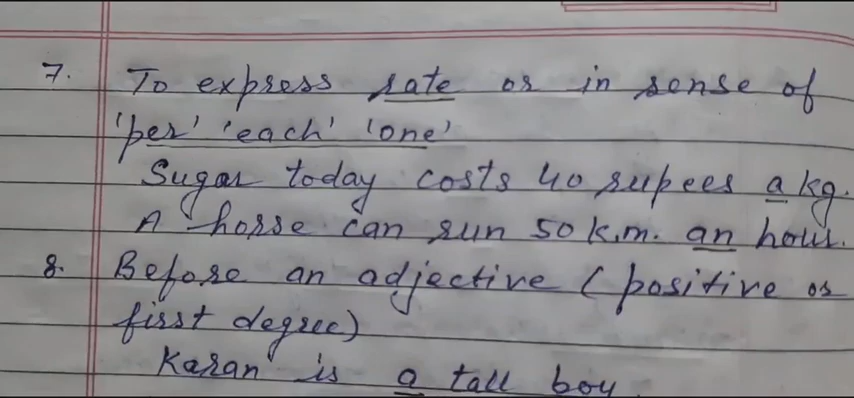 7. To express rate or in sense of
'per' 'each' 'one'
Sugar today costs 40 rupees a kg.
A horse can run 50 k.m. an hour.
8. Before an adjective (positive or
first degree)
Karan is a tall boy